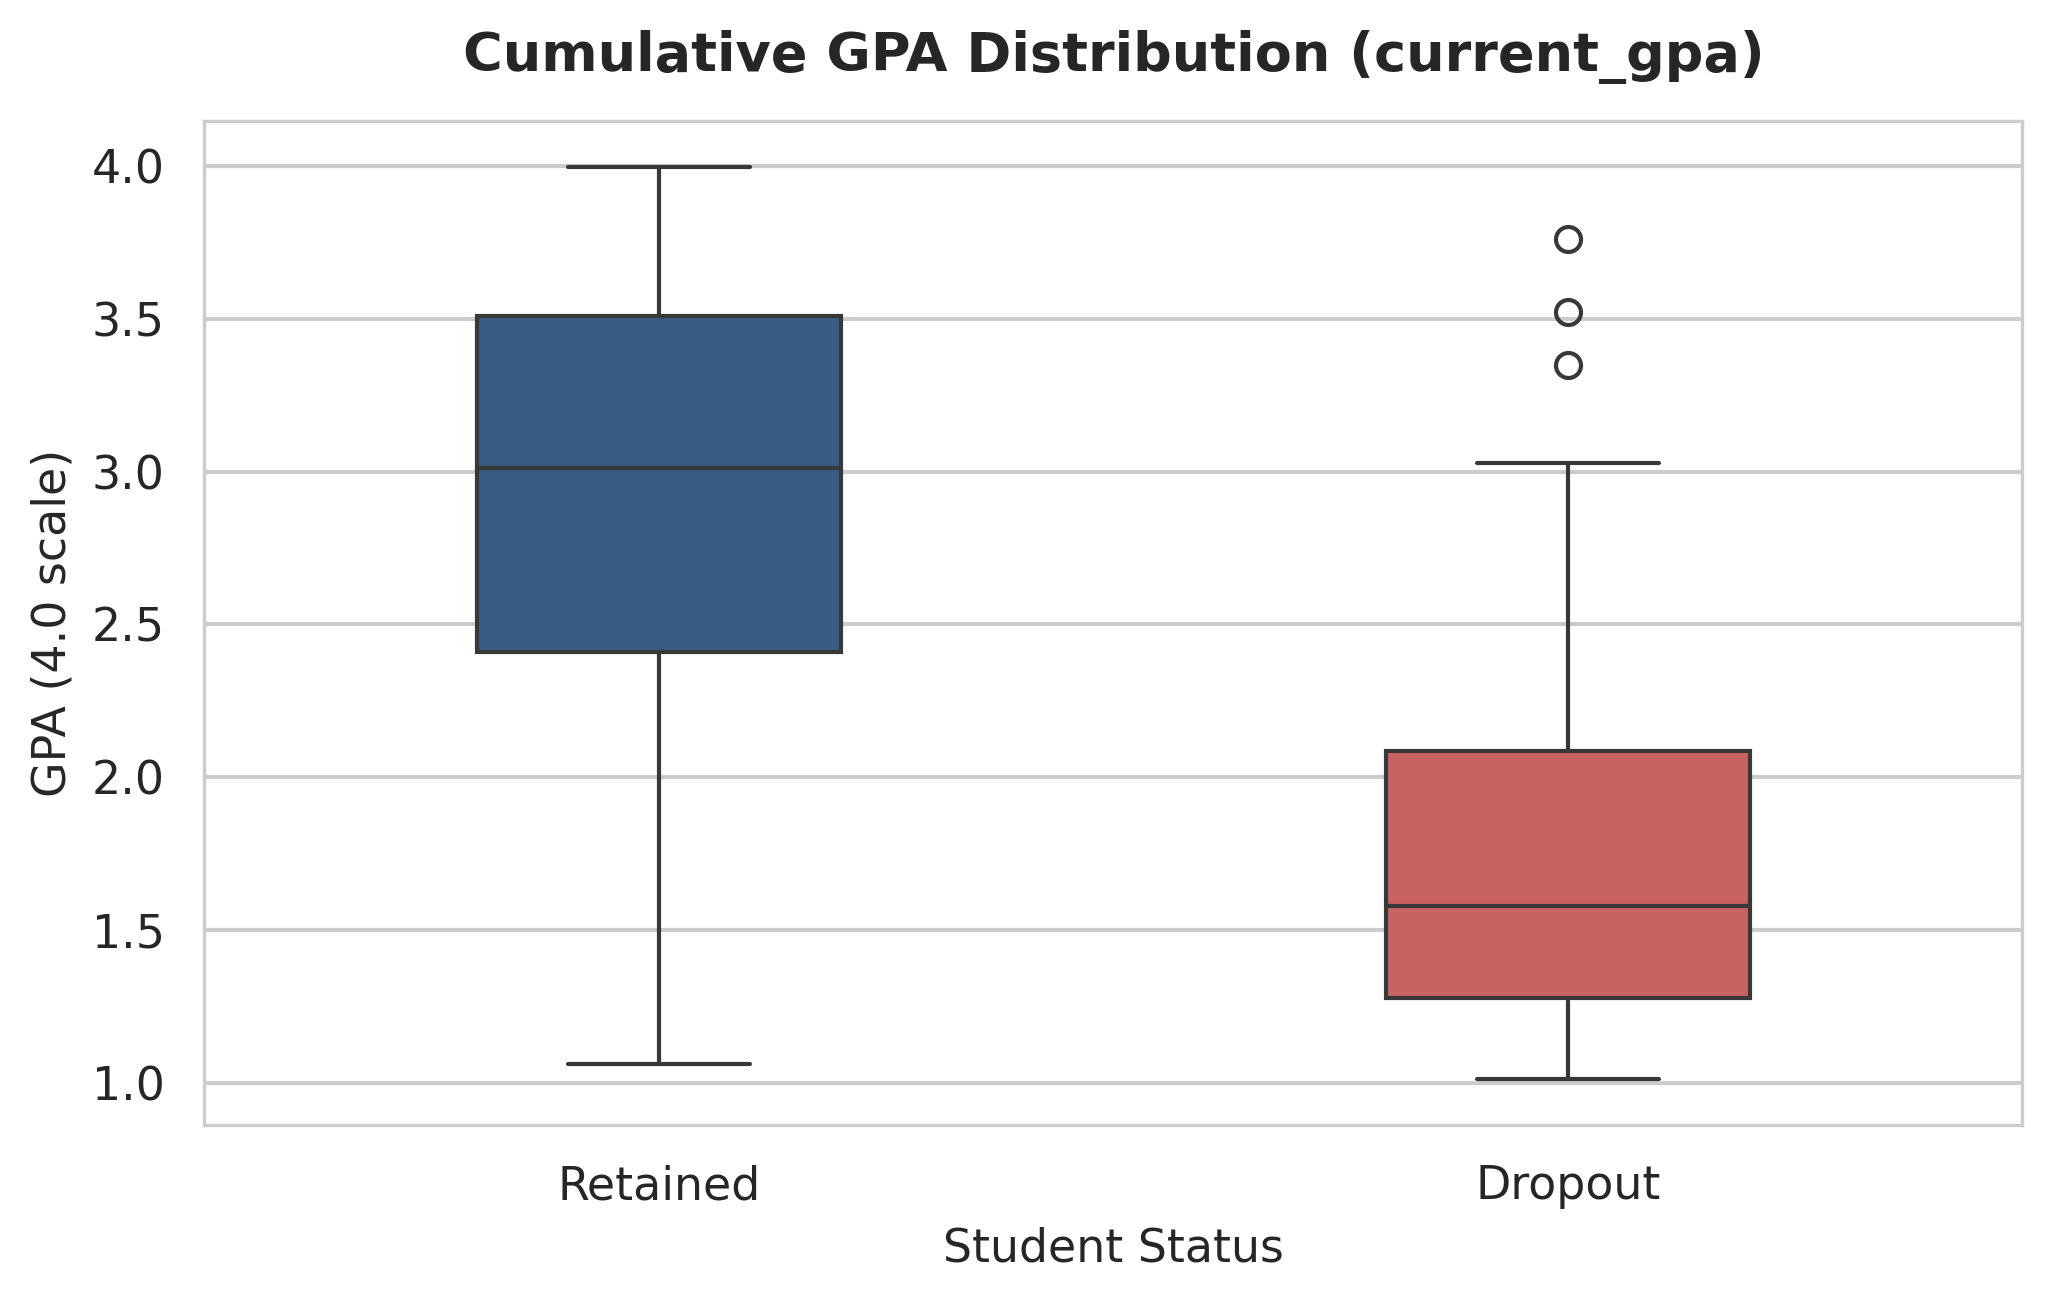 Cumulative GPA Distribution (current_gpa)
GPA (4.0 scale)
4.0
3.5
3.0
2.5
2.0
1.5
1.0
Retained
Dropout
Student Status